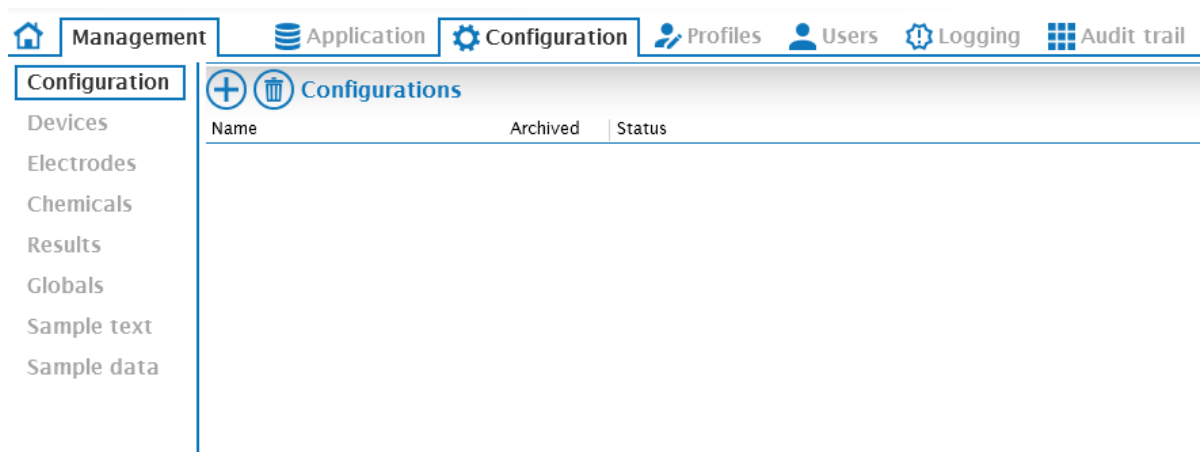 Management Application Configuration Profiles Users Logging Audit trail
Configuration
Devices
Electrodes
Chemicals
Results
Globals
Sample text
Sample data
Configurations
Name Archived Status